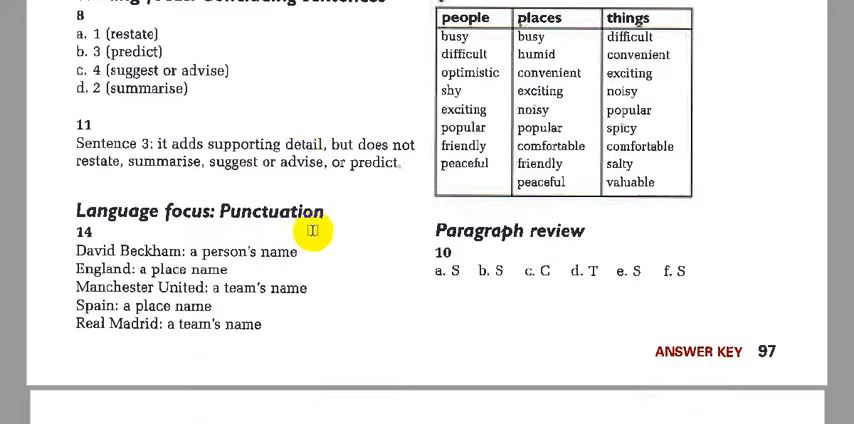 8
a. 1 (restate)
b. 3 (predict)
c. 4 (suggest or advise)
d. 2 (summarise)
11
Sentence 3: it adds supporting detail, but does not
restate, summarise, suggest or advise, or predict.
Language focus: Punctuation
14
David Beckham: a person's name
England: a place name
Manchester United: a team's name
Spain: a place name
Real Madrid: a team's name
people places things
busy busy difficult
difficult humid convenient
optimistic convenient exciting
shy exciting noisy
exciting noisy popular
popular popular spicy
friendly comfortable comfortable
peaceful friendly salty
peaceful valuable
Paragraph review
10
a. S b. S c. C d. T e. S f. S
ANSWER KEY 97